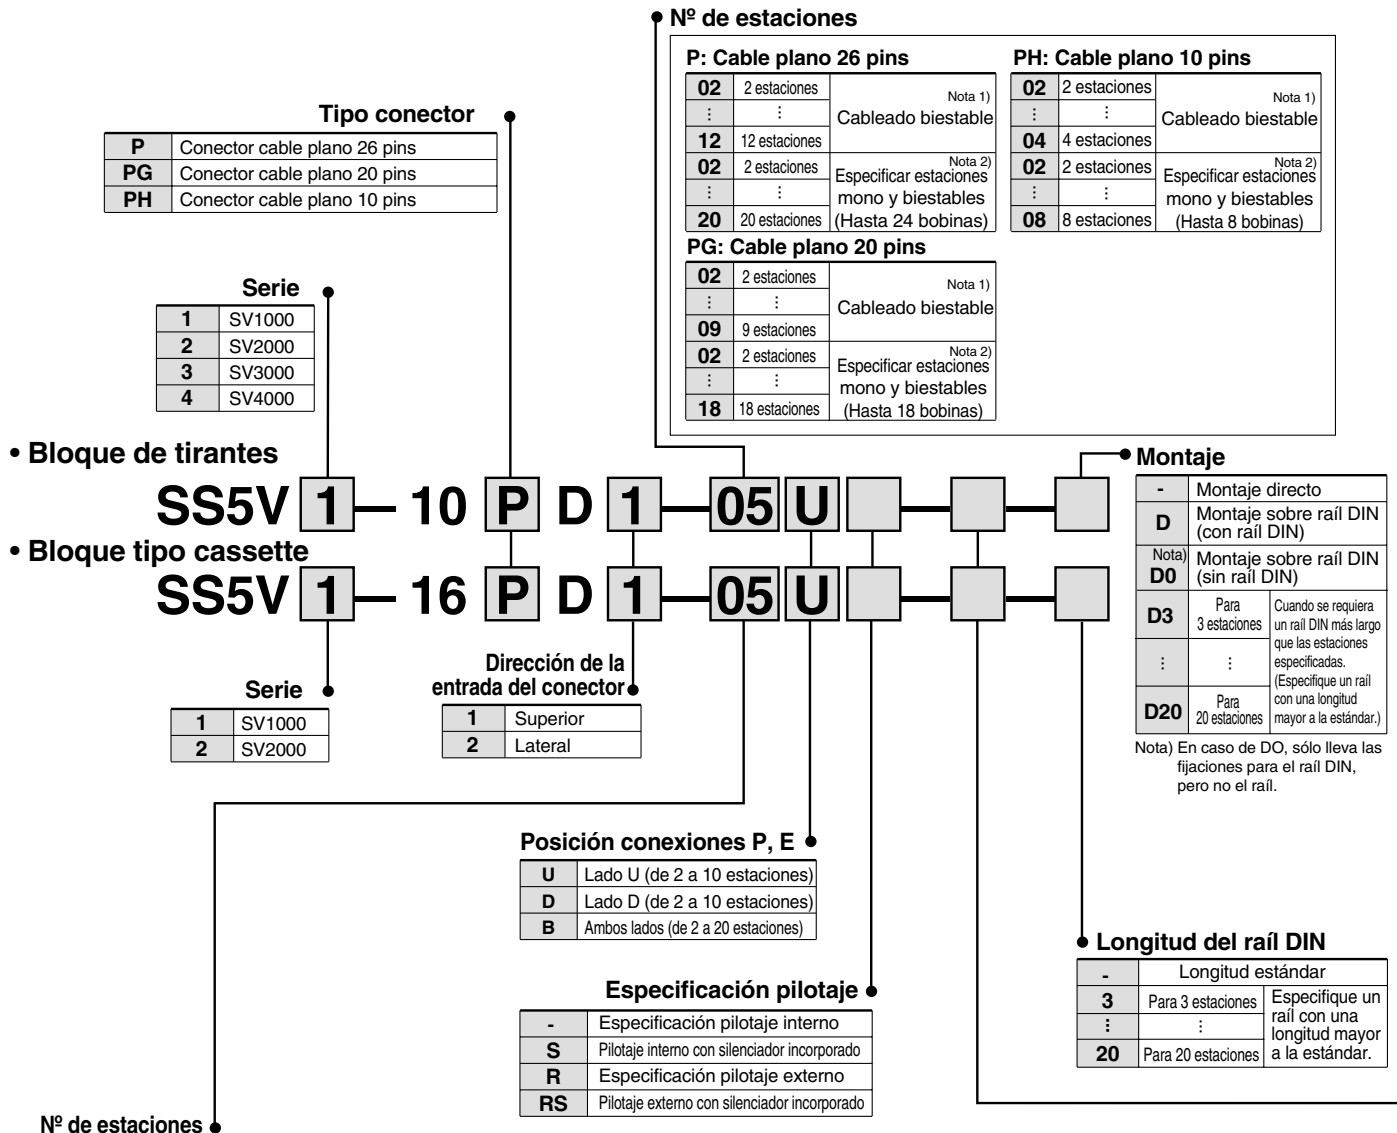 Nº de estaciones
P: Cable plano 26 pins
02 2 estaciones Nota 1)
⋮ ⋮ Cableado biestable
12 12 estaciones
02 2 estaciones Nota 2)
Especificar estaciones
⋮ ⋮ mono y biestables
20 20 estaciones (Hasta 24 bobinas)
PH: Cable plano 10 pins
02 2 estaciones Nota 1)
⋮ ⋮ Cableado biestable
04 4 estaciones
02 2 estaciones Nota 2)
Especificar estaciones
⋮ ⋮ mono y biestables
08 8 estaciones (Hasta 8 bobinas)
PG: Cable plano 20 pins
02 2 estaciones Nota 1)
⋮ ⋮ Cableado biestable
09 9 estaciones
02 2 estaciones Nota 2)
Especificar estaciones
⋮ ⋮ mono y biestables
18 18 estaciones (Hasta 18 bobinas)
Tipo conector
P Conector cable plano 26 pins
PG Conector cable plano 20 pins
PH Conector cable plano 10 pins
Serie
1 SV1000
2 SV2000
3 SV3000
4 SV4000
• Bloque de tirantes
SS5V 1 — 10 P D 1 — 05 U — —
• Bloque tipo cassette
SS5V 1 — 16 P D 1 — 05 U — —
Montaje
- Montaje directo
D Montaje sobre raíl DIN
(con raíl DIN)
Nota) D0 Montaje sobre raíl DIN
(sin raíl DIN)
D3 Para
3 estaciones
⋮ ⋮
D20 Para
20 estaciones
Cuando se requiera
un raíl DIN más largo
que las estaciones
especificadas.
(Especifique un raíl
con una longitud
mayor a la estándar.)
Nota) En caso de DO, sólo lleva las
fijaciones para el raíl DIN,
pero no el raíl.
Serie
1 SV1000
2 SV2000
Dirección de la
entrada del conector
1 Superior
2 Lateral
Posición conexiones P, E
U Lado U (de 2 a 10 estaciones)
D Lado D (de 2 a 10 estaciones)
B Ambos lados (de 2 a 20 estaciones)
Longitud del raíl DIN
- Longitud estándar
3 Para 3 estaciones
⋮ ⋮
20 Para 20 estaciones
Especifique un
raíl con una
longitud mayor
a la estándar.
Especificación pilotaje
- Especificación pilotaje interno
S Pilotaje interno con silenciador incorporado
R Especificación pilotaje externo
RS Pilotaje externo con silenciador incorporado
Nº de estaciones